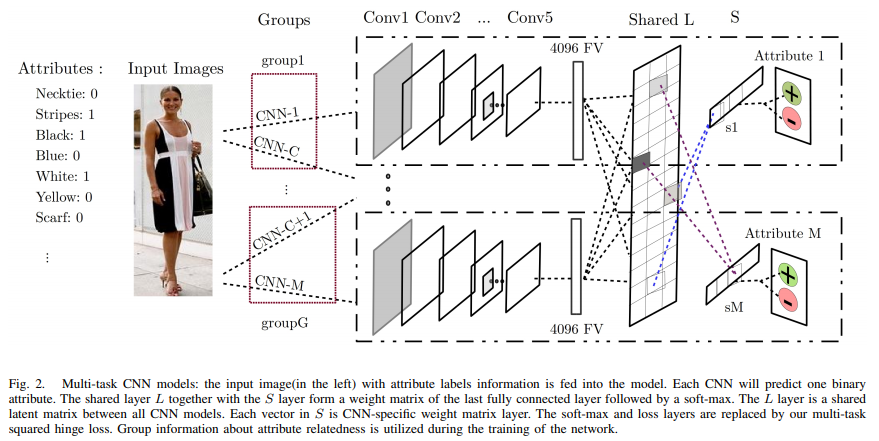 Groups
Conv1 Conv2 ... Conv5
Shared L
S
Attributes :
Input Images
group1
4096 FV
Attribute 1
Necktie: 0
Stripes: 1
Black: 1
Blue: 0
White: 1
Yellow: 0
Scarf: 0
⋮
CNN-1
CNN-C
⋮
s1
+
-
CNN-C+1
CNN-M
groupG
4096 FV
Attribute M
sM
+
-
Fig. 2. Multi-task CNN models: the input image(in the left) with attribute labels information is fed into the model. Each CNN will predict one binary
attribute. The shared layer L together with the S layer form a weight matrix of the last fully connected layer followed by a soft-max. The L layer is a shared
latent matrix between all CNN models. Each vector in S is CNN-specific weight matrix layer. The soft-max and loss layers are replaced by our multi-task
squared hinge loss. Group information about attribute relatedness is utilized during the training of the network.